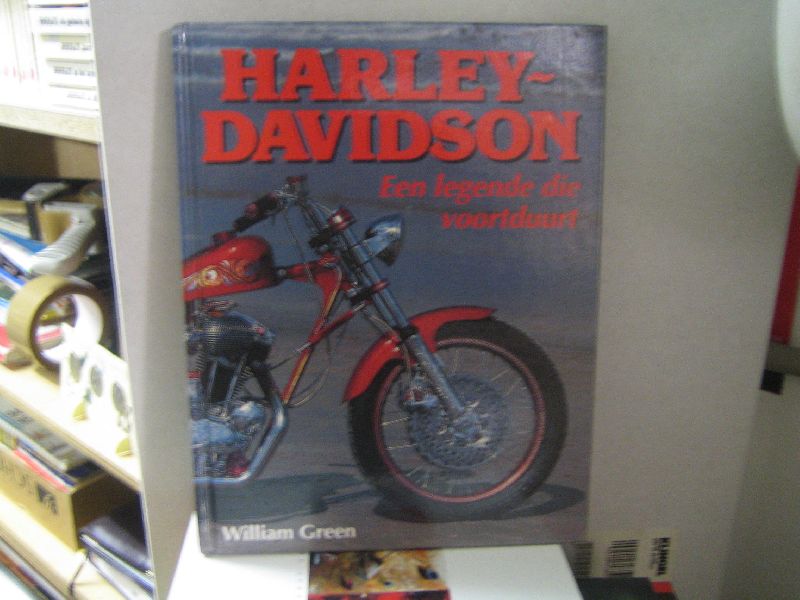 HARLEY-
DAVIDSON
Een legende die
voortduurt
William Green